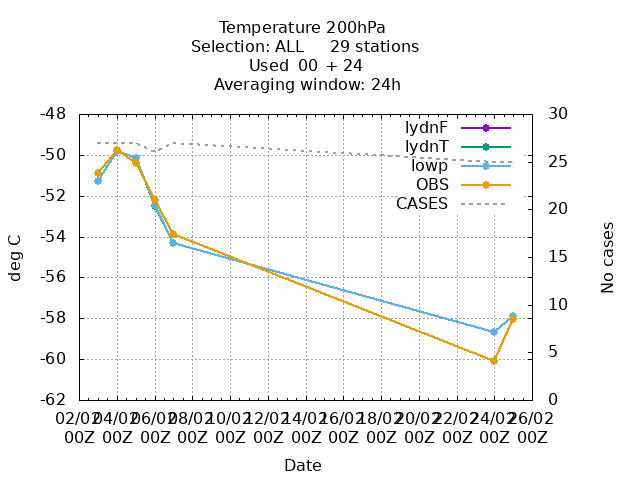 Temperature 200hPa
Selection: ALL 29 stations
Used 00 + 24
Averaging window: 24h
-48
-50
-52
-54
-56
-58
-60
-62
30
25
20
15
10
5
0
deg C
No cases
lydnF
lydnT
lowp
OBS
CASES
02/02 04/02 06/02 08/02 10/02 12/02 14/02 16/02 18/02 20/02 22/02 24/02 26/02
00Z 00Z 00Z 00Z 00Z 00Z 00Z 00Z 00Z 00Z 00Z 00Z 00Z
Date